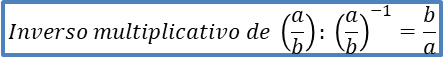 Inverso multiplicativo de (a/b): (a/b)⁻¹ = b/a